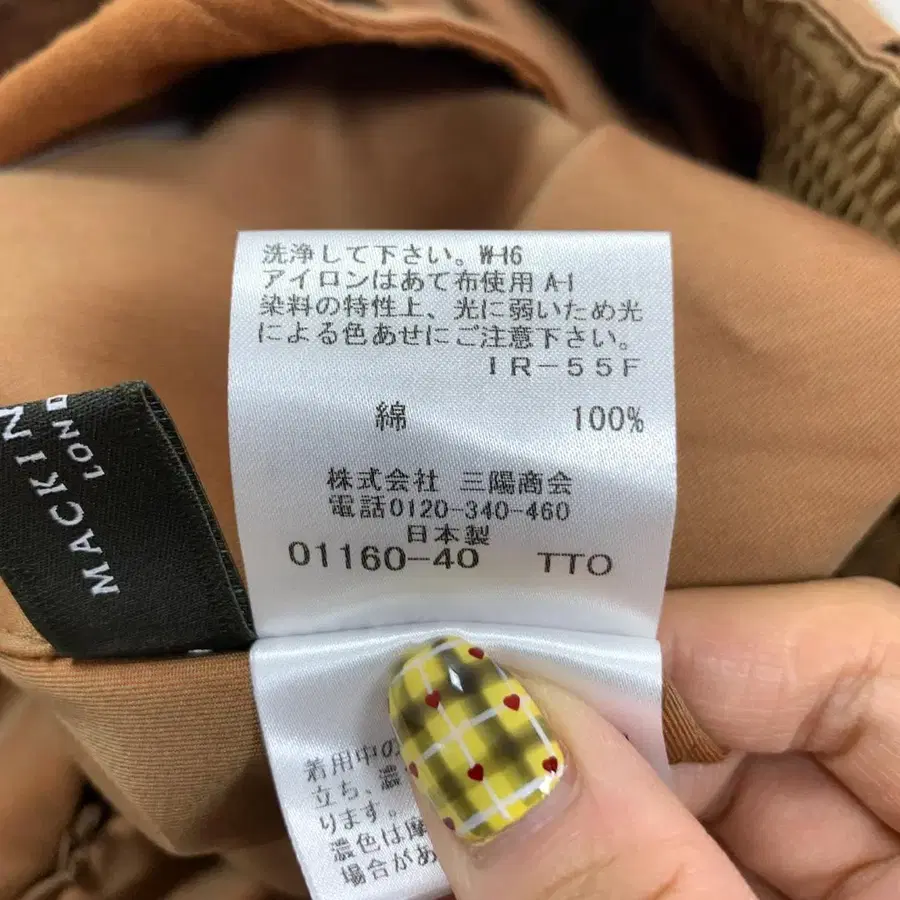 洗浄して下さい。W-16
アイロンはあて布使用 A-1
染料の特性上、光に弱いため光
による色あせにご注意下さい。
IR-55F
綿 100%
株式会社 三陽商会
電話0120-340-460
日本製
01160-40 TTO
MACKIN
LOND
着用中の
立ち、濃
ります。
濃色は摩
場合があ